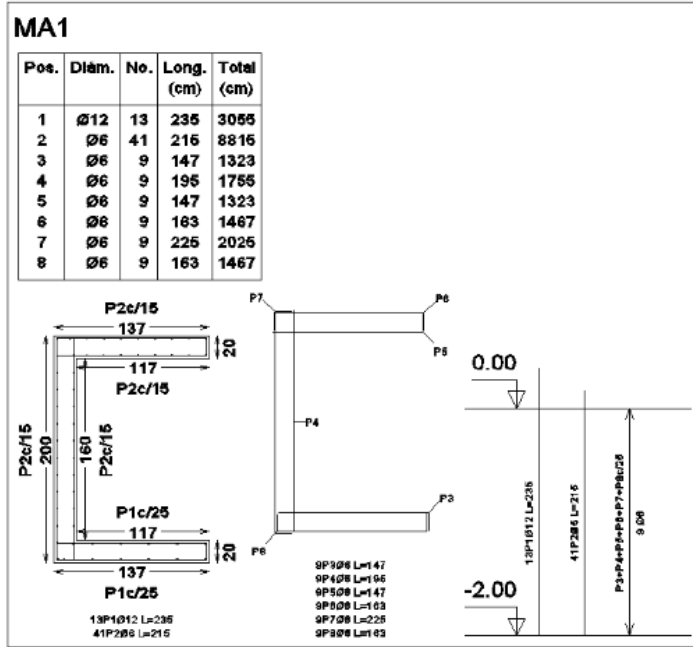 MA1
Pos. Diám. No. Long. (cm) Total (cm)
1 Ø12 13 235 3055
2 Ø6 41 215 8815
3 Ø6 9 147 1323
4 Ø6 9 195 1755
5 Ø6 9 147 1323
6 Ø6 9 163 1467
7 Ø6 9 225 2025
8 Ø6 9 163 1467
P2c/15
137
20
117
P2c/15
P2c/15
200
160
P2c/15
P1c/25
117
20
137
P1c/25
13P1Ø12 L=235
41P2Ø6 L=215
P7
P6
P5
P4
P3
P8
9P3Ø6 L=147
9P4Ø6 L=195
9P5Ø6 L=147
9P6Ø6 L=163
9P7Ø6 L=225
9P8Ø6 L=163
0.00
13P1Ø12 L=235
41P2Ø6 L=215
P3+P4+P5+P6+P7+P8c/25
9 Ø6
-2.00